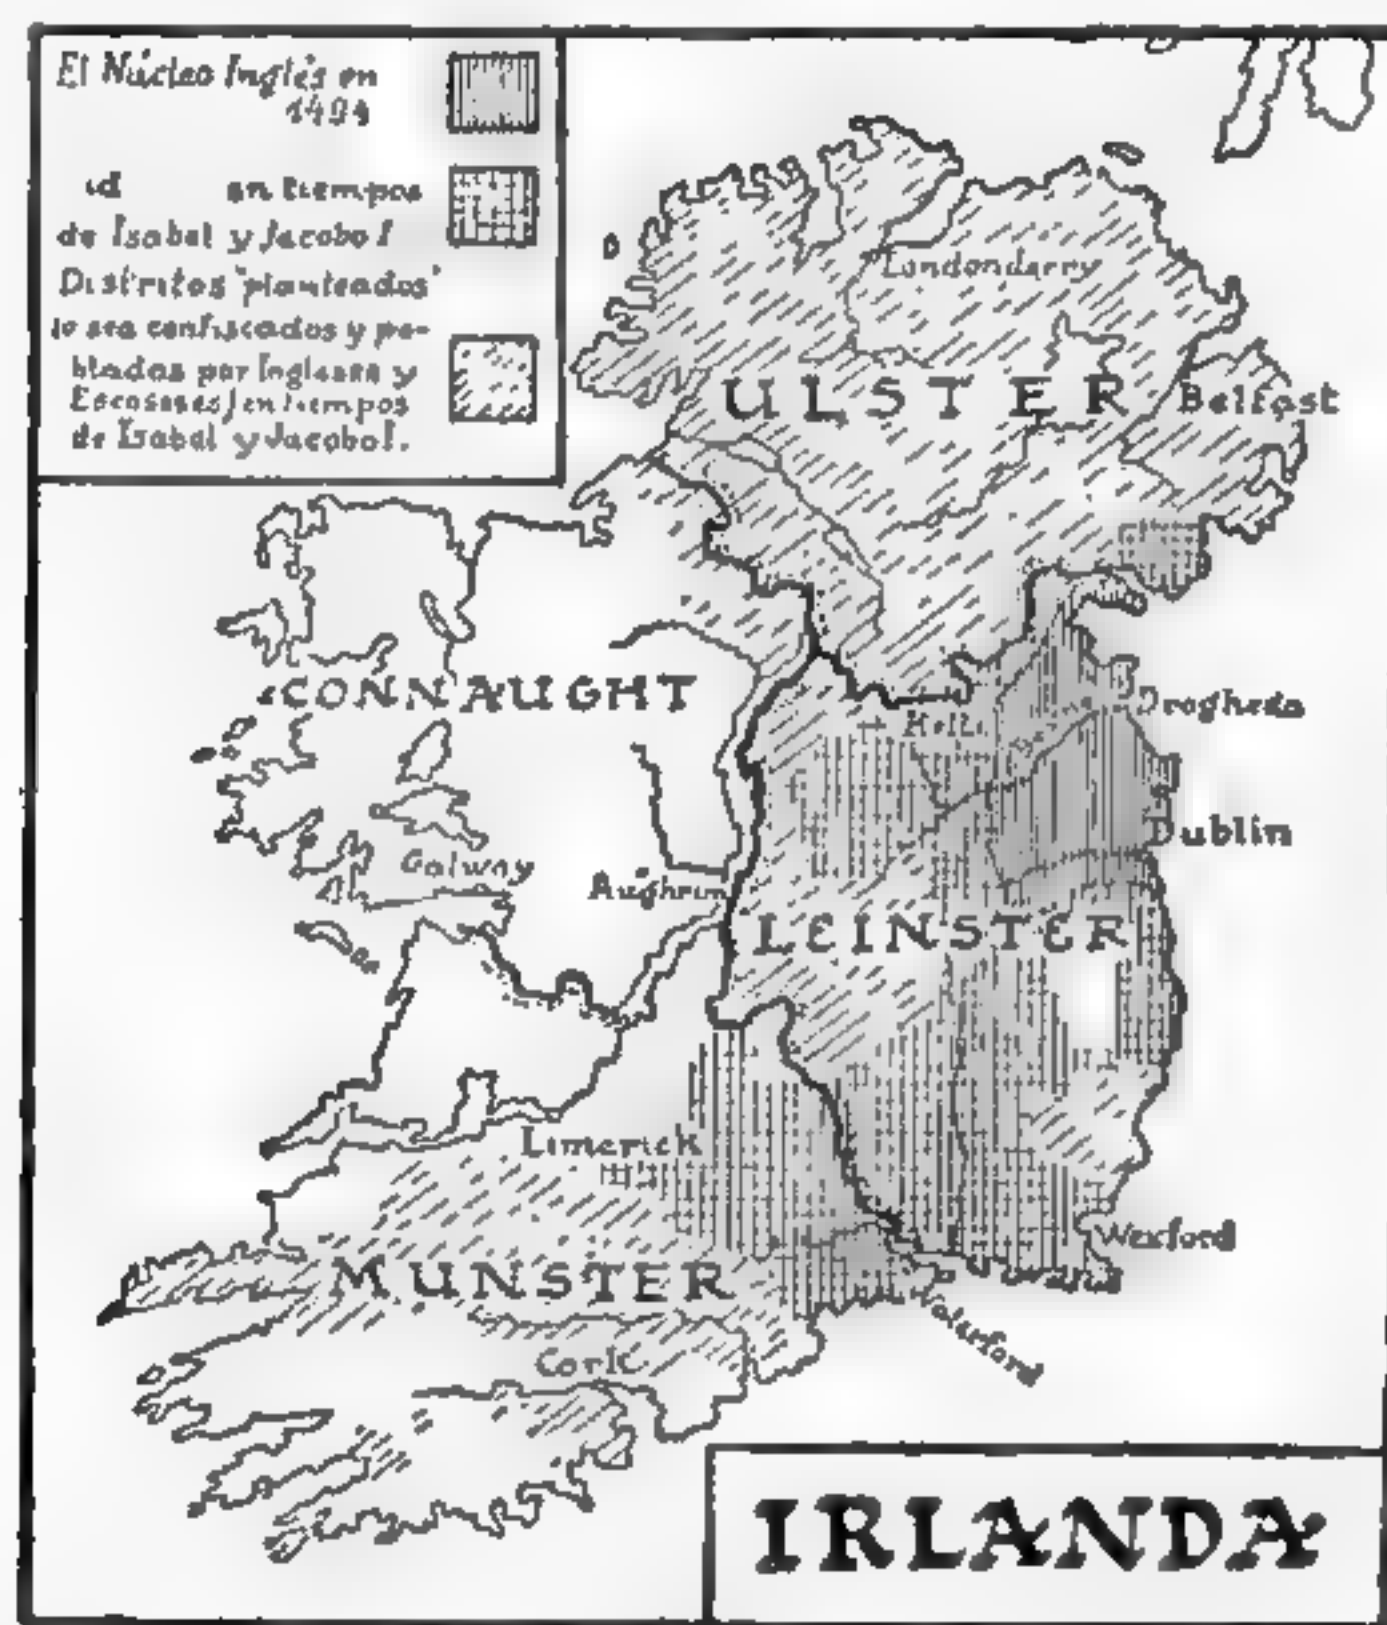 El Núcleo Inglés en
1494
id en tiempos
de Isabel y Jacobo I
Distritos "planteados"
(o sea confiscados y po-
blados por Ingleses y
Escoseses) en tiempos
de Isabel y Jacobo I.
Londonderry
ULSTER
Belfast
CONNAUGHT
Drogheda
Dublin
Galway
Aughrim
LEINSTER
Limerick
Wexford
MUNSTER
Waterford
Cork
IRLANDA